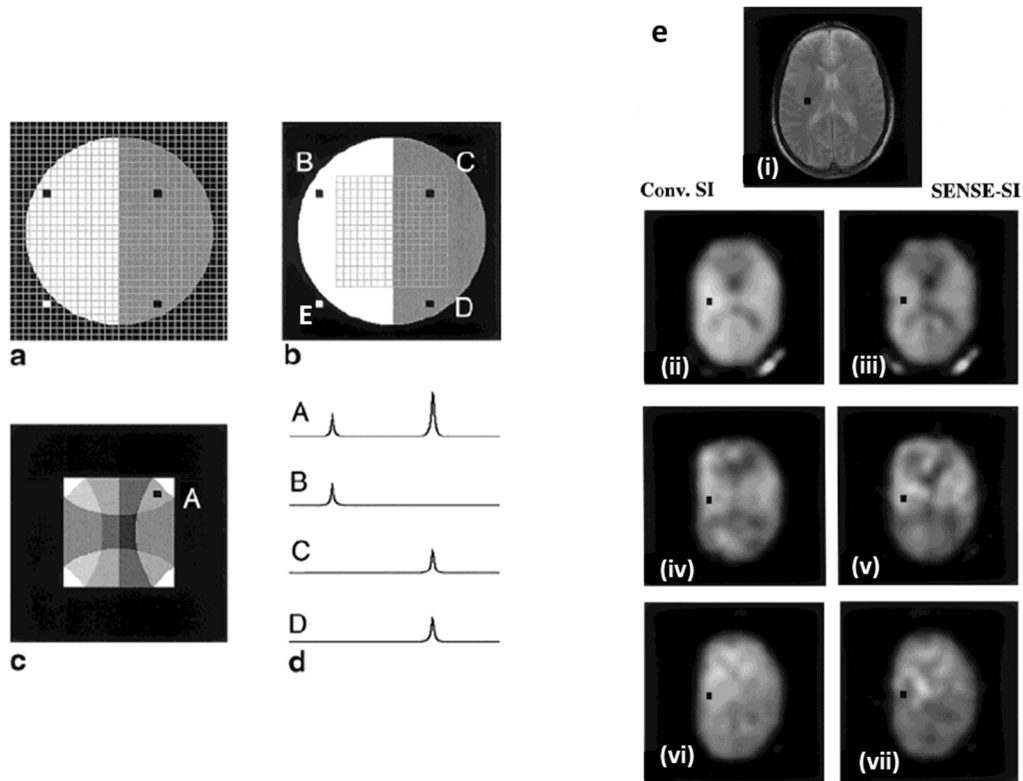 a
B
C
E
D
b
A
c
A
B
C
D
d
e
(i)
Conv. SI
SENSE-SI
(ii)
(iii)
(iv)
(v)
(vi)
(vii)